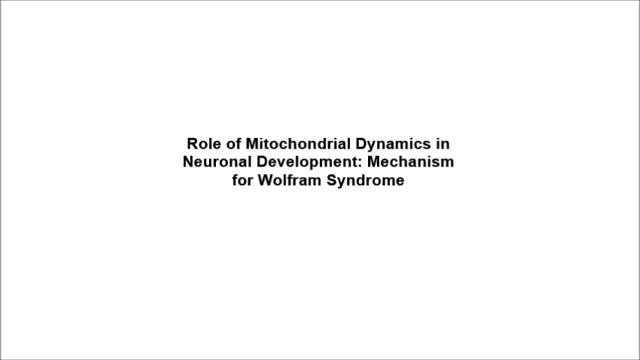 Role of Mitochondrial Dynamics in
Neuronal Development: Mechanism
for Wolfram Syndrome